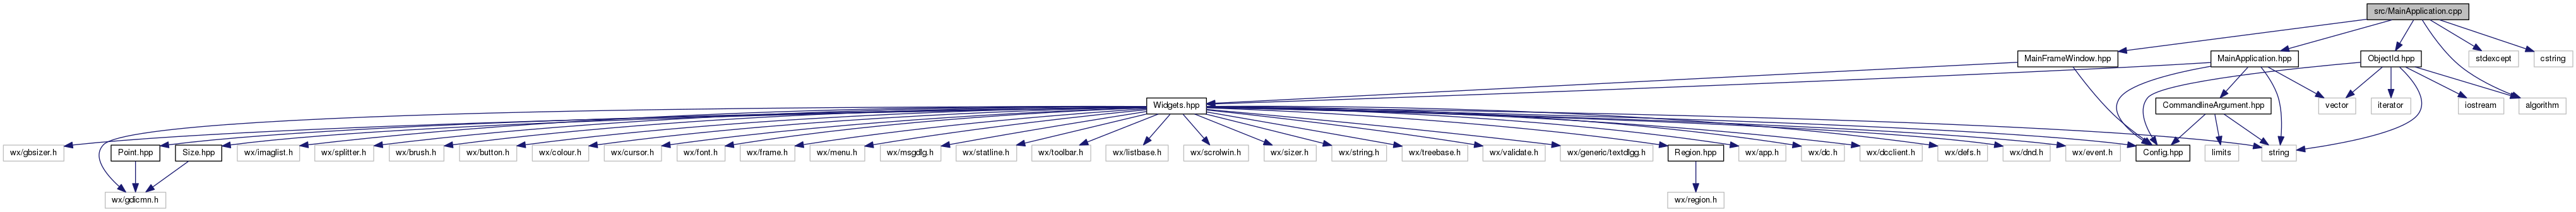 src/MainApplication.cpp
MainFrameWindow.hpp
MainApplication.hpp
ObjectId.hpp
stdexcept
cstring
Widgets.hpp
CommandlineArgument.hpp
vector
iterator
iostream
algorithm
wx/gbsizer.h
Point.hpp
Size.hpp
wx/imaglist.h
wx/splitter.h
wx/brush.h
wx/button.h
wx/colour.h
wx/cursor.h
wx/font.h
wx/frame.h
wx/menu.h
wx/msgdlg.h
wx/statline.h
wx/toolbar.h
wx/listbase.h
wx/scrolwin.h
wx/sizer.h
wx/string.h
wx/treebase.h
wx/validate.h
wx/generic/textdlgg.h
Region.hpp
wx/app.h
wx/dc.h
wx/dcclient.h
wx/defs.h
wx/dnd.h
wx/event.h
Config.hpp
limits
string
wx/gdicmn.h
wx/region.h